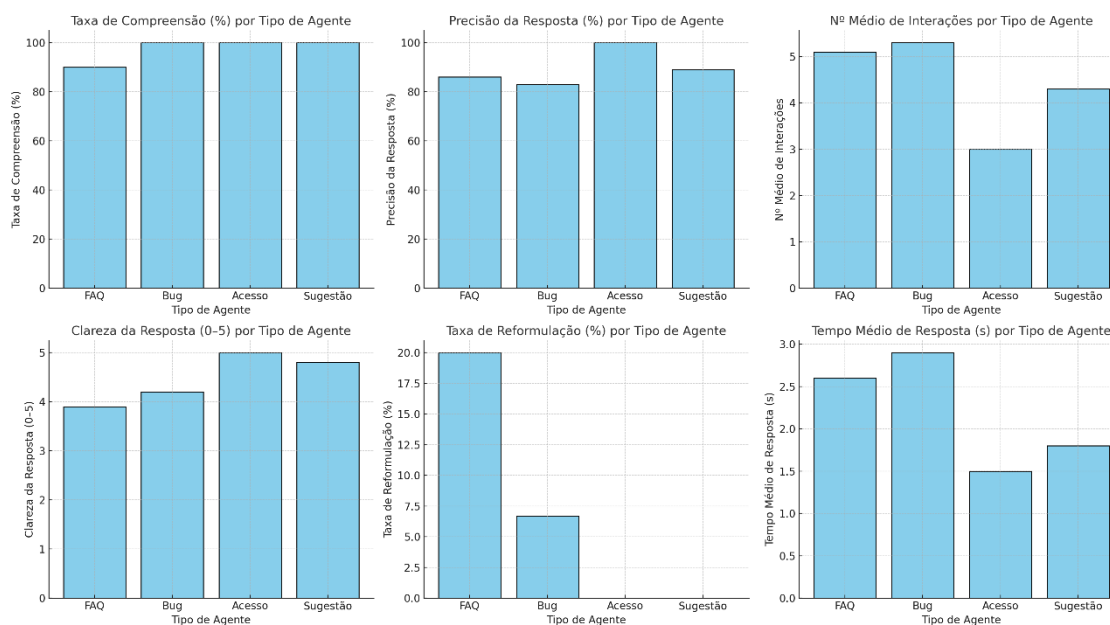 Taxa de Compreensão (%) por Tipo de Agente
Taxa de Compreensão (%)
100
80
60
40
20
0
FAQ Bug Acesso Sugestão
Tipo de Agente
Precisão da Resposta (%) por Tipo de Agente
Precisão da Resposta (%)
100
80
60
40
20
0
FAQ Bug Acesso Sugestão
Tipo de Agente
Nº Médio de Interações por Tipo de Agente
Nº Médio de Interações
5
4
3
2
1
0
FAQ Bug Acesso Sugestão
Tipo de Agente
Clareza da Resposta (0–5) por Tipo de Agente
Clareza da Resposta (0–5)
5
4
3
2
1
0
FAQ Bug Acesso Sugestão
Tipo de Agente
Taxa de Reformulação (%) por Tipo de Agente
Taxa de Reformulação (%)
20.0
17.5
15.0
12.5
10.0
7.5
5.0
2.5
0.0
FAQ Bug Acesso Sugestão
Tipo de Agente
Tempo Médio de Resposta (s) por Tipo de Agente
Tempo Médio de Resposta (s)
3.0
2.5
2.0
1.5
1.0
0.5
0.0
FAQ Bug Acesso Sugestão
Tipo de Agente